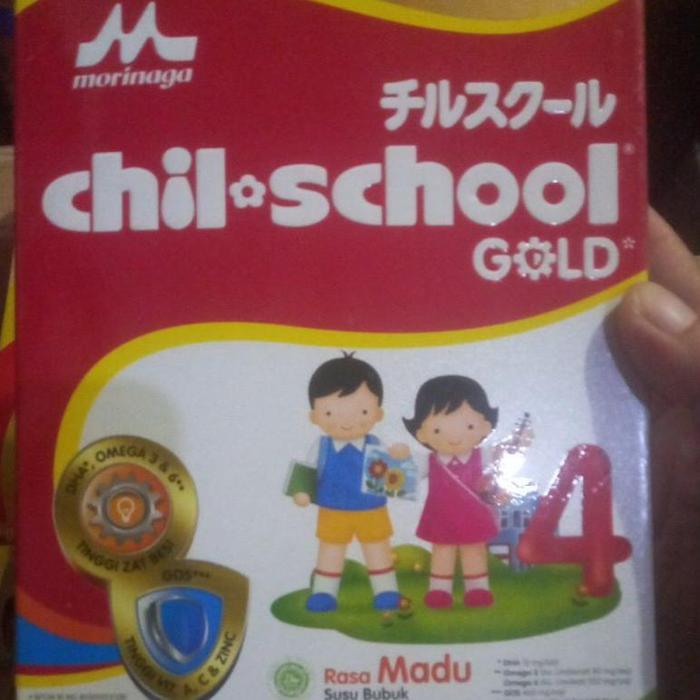 morinaga
チルスクール
chil•school®
GOLD*
DHA*, OMEGA 3 & 6**
TINGGI ZAT BESI
GOS***
TINGGI VIT A, C & ZINC
4
Rasa Madu
Susu Bubuk